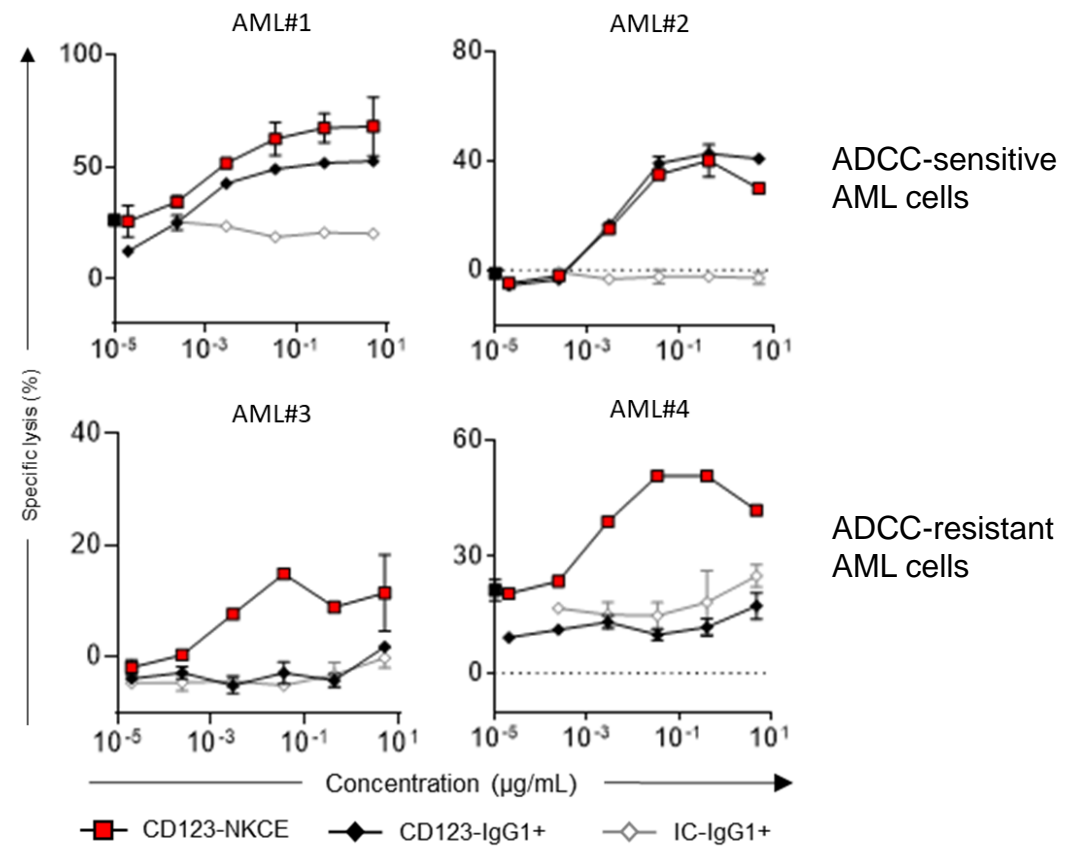 AML#1
AML#2
100
50
0
10-5 10-3 10-1 101
80
40
0
10-5 10-3 10-1 101
ADCC-sensitive
AML cells
Specific lysis (%)
AML#3
AML#4
40
20
0
10-5 10-3 10-1 101
60
30
0
10-5 10-3 10-1 101
ADCC-resistant
AML cells
Concentration (µg/mL)
CD123-NKCE CD123-IgG1+ IC-IgG1+